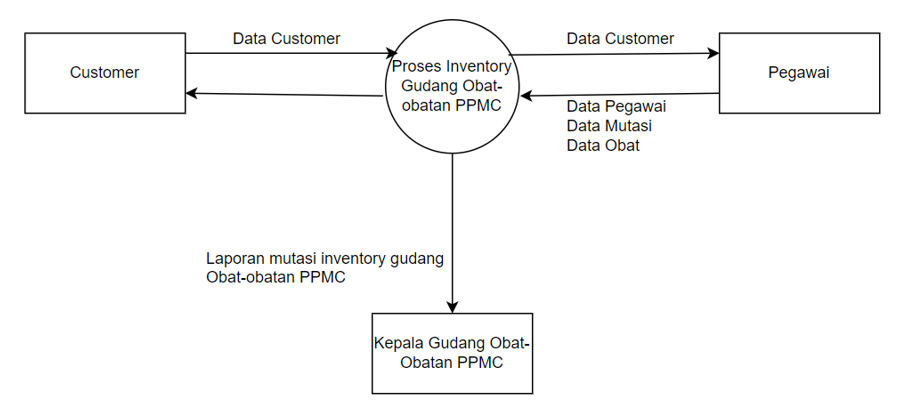 Data Customer
Data Customer
Customer
Proses Inventory
Gudang Obat-
obatan PPMC
Pegawai
Data Pegawai
Data Mutasi
Data Obat
Laporan mutasi inventory gudang
Obat-obatan PPMC
Kepala Gudang Obat-
Obatan PPMC